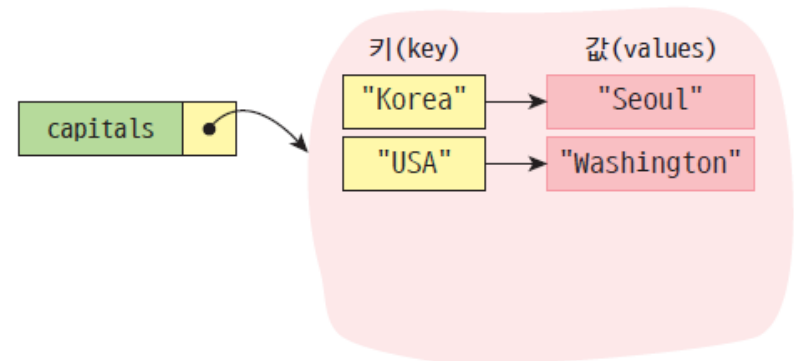 키(key) 값(values)
"Korea" "Seoul"
capitals
"USA" "Washington"